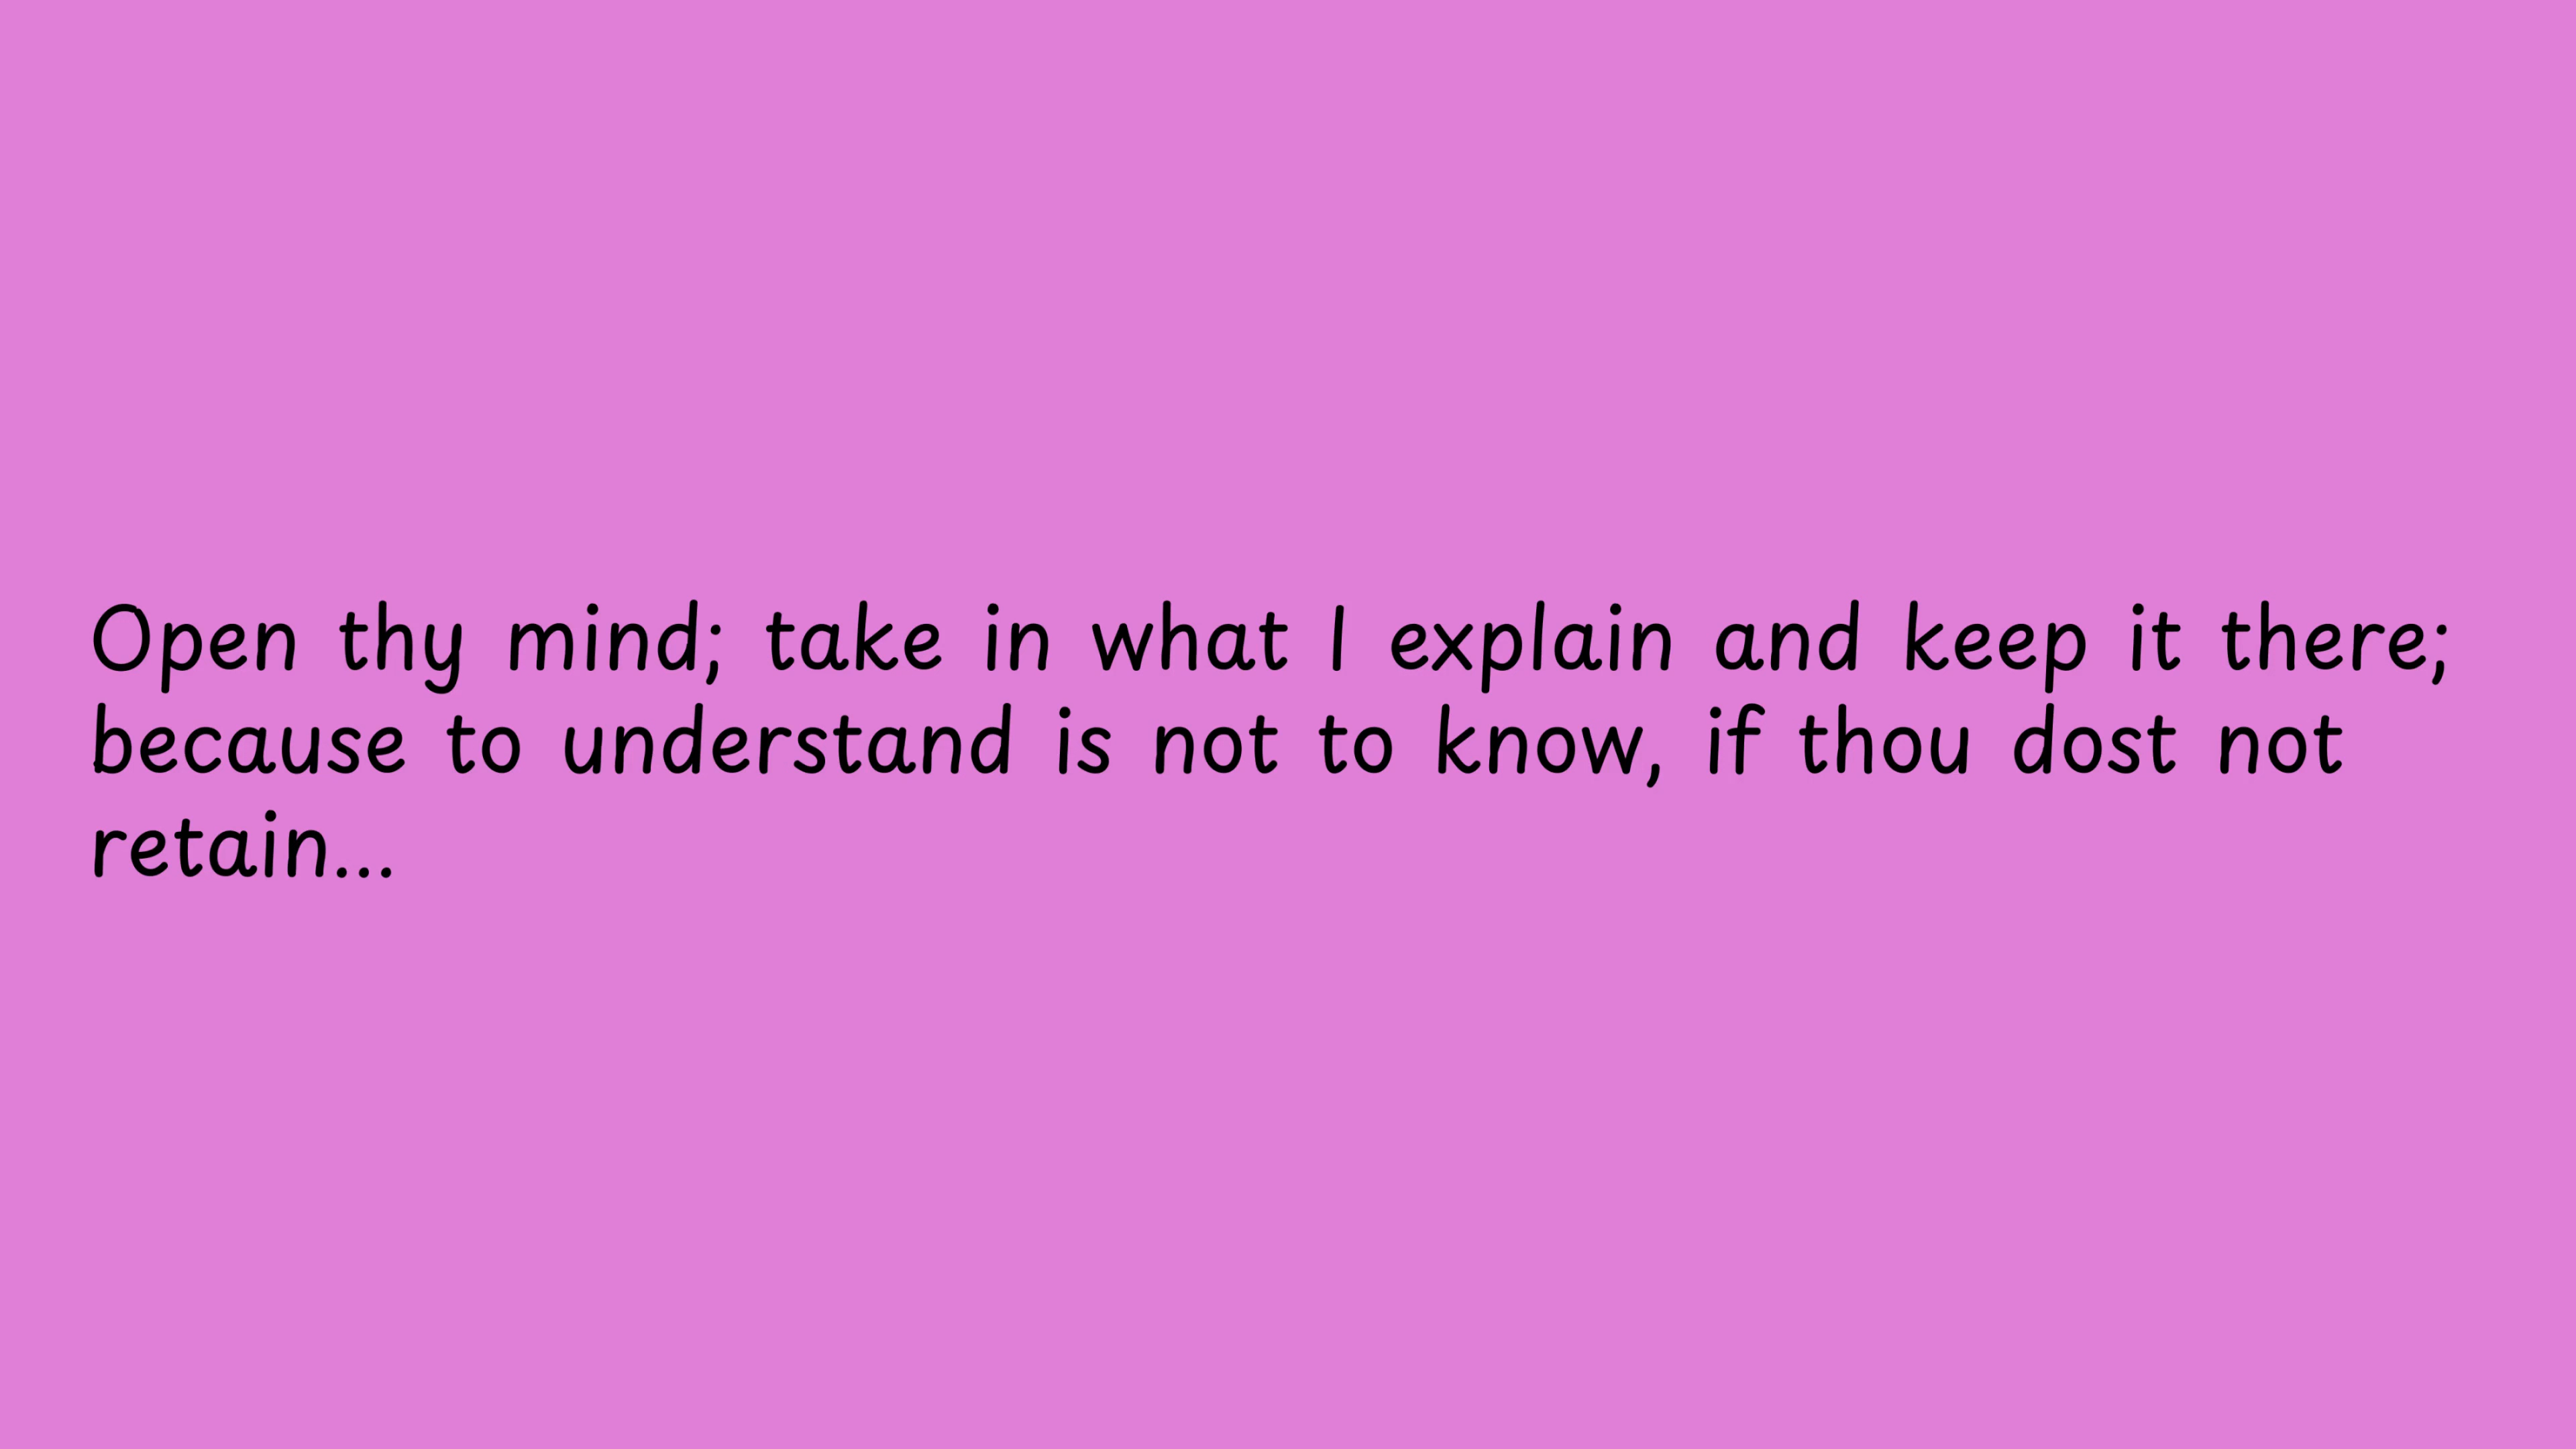 Open thy mind; take in what I explain and keep it there;
because to understand is not to know, if thou dost not
retain...